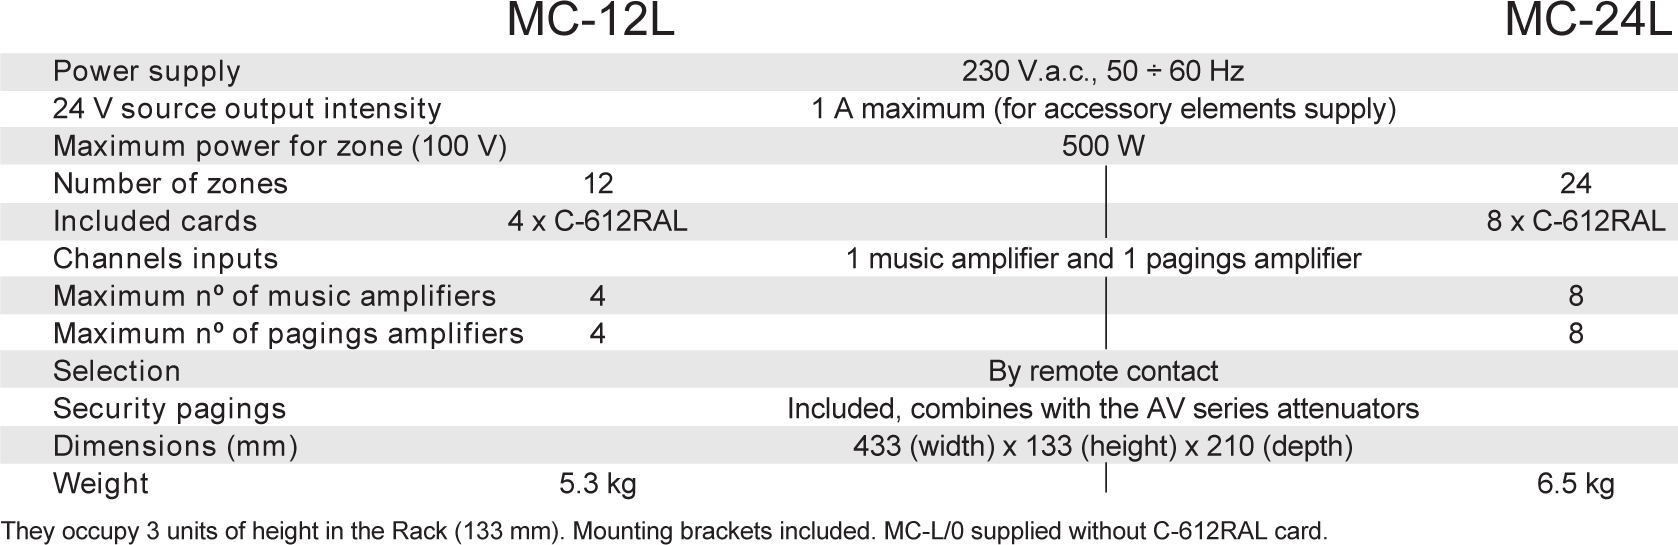 MC-12L MC-24L
Power supply 230 V.a.c., 50 ÷ 60 Hz
24 V source output intensity 1 A maximum (for accessory elements supply)
Maximum power for zone (100 V) 500 W
Number of zones 12 24
Included cards 4 x C-612RAL 8 x C-612RAL
Channels inputs 1 music amplifier and 1 pagings amplifier
Maximum nº of music amplifiers 4 8
Maximum nº of pagings amplifiers 4 8
Selection By remote contact
Security pagings Included, combines with the AV series attenuators
Dimensions (mm) 433 (width) x 133 (height) x 210 (depth)
Weight 5.3 kg 6.5 kg
They occupy 3 units of height in the Rack (133 mm). Mounting brackets included. MC-L/0 supplied without C-612RAL card.